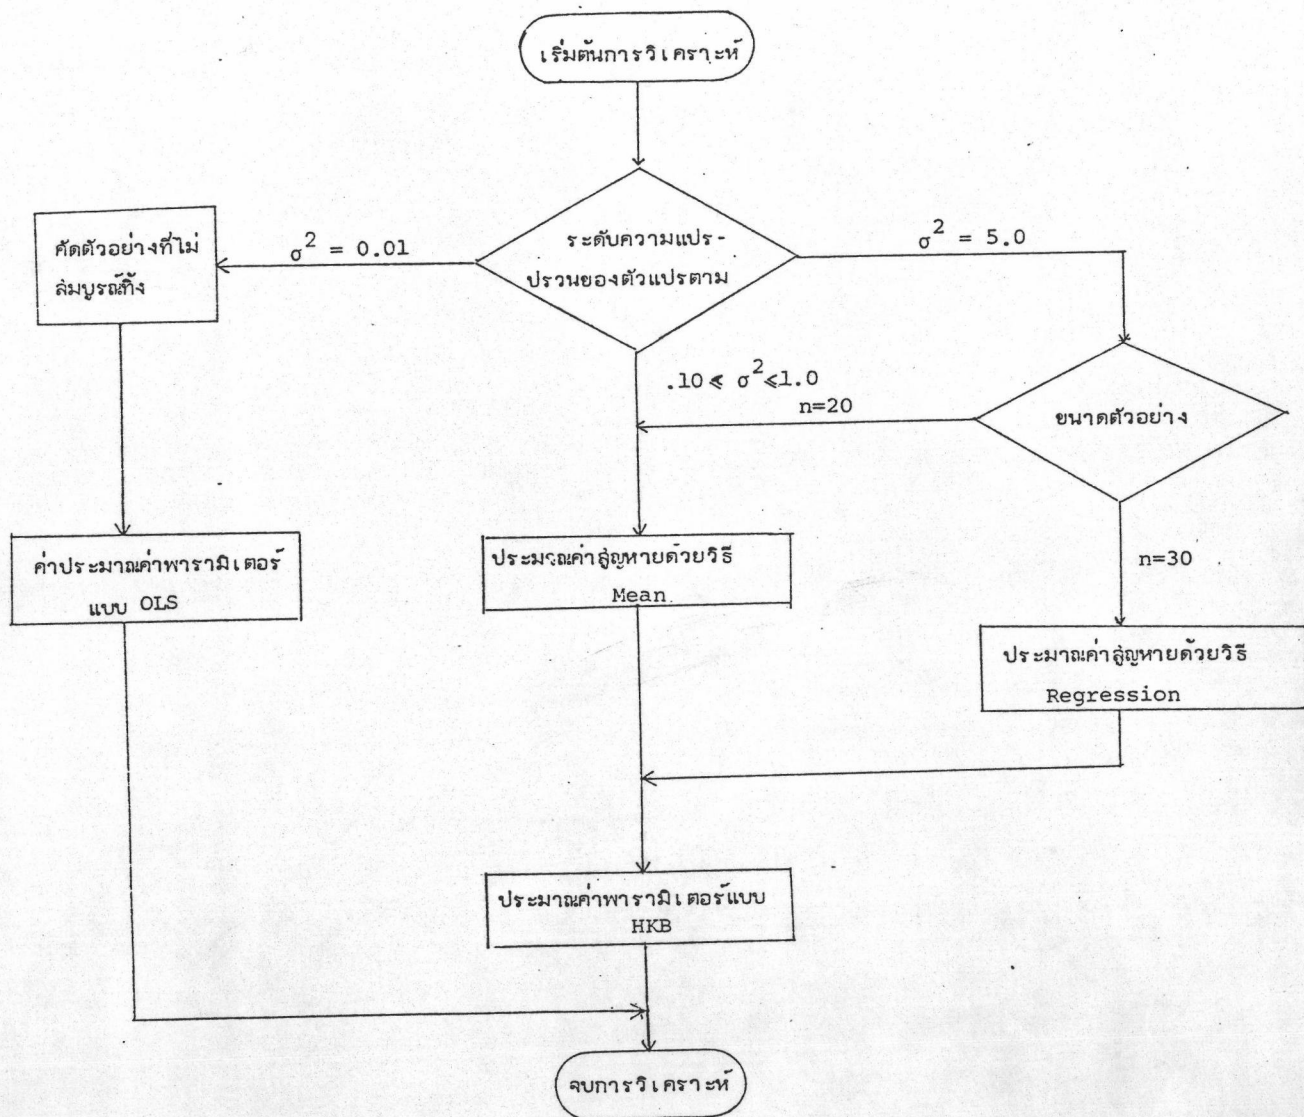 เริ่มต้นการวิเคราะห์
ระดับความแปร-
ปรวนของตัวแปรตาม
σ² = 0.01
σ² = 5.0
คัดตัวอย่างที่ไม่
สมบูรณ์ทิ้ง
.10 ≤ σ² ≤ 1.0
n=20
ขนาดตัวอย่าง
n=30
ค่าประมาณค่าพารามิเตอร์
แบบ OLS
ประมาณค่าสูญหายด้วยวิธี
Mean
ประมาณค่าสูญหายด้วยวิธี
Regression
ประมาณค่าพารามิเตอร์แบบ
HKB
จบการวิเคราะห์